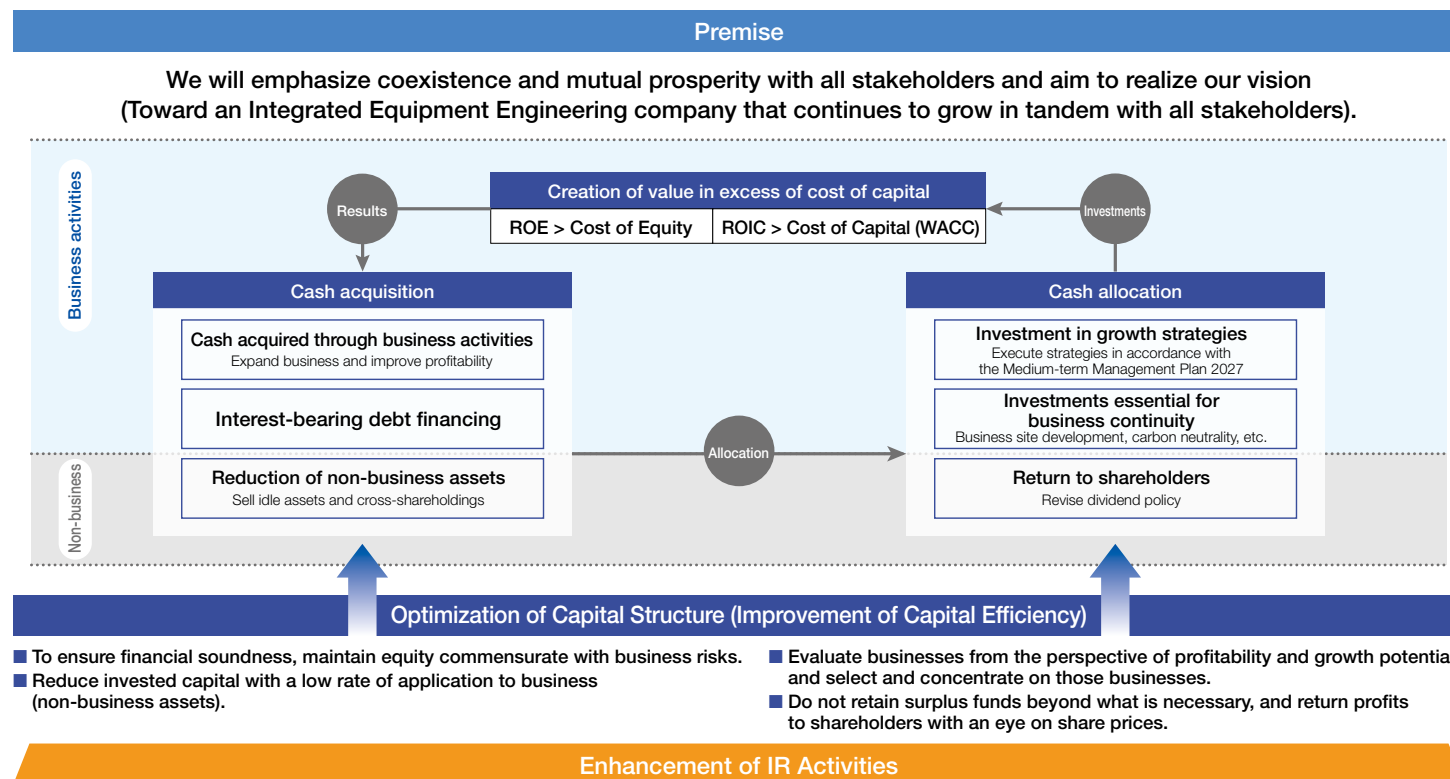 Premise
We will emphasize coexistence and mutual prosperity with all stakeholders and aim to realize our vision
(Toward an Integrated Equipment Engineering company that continues to grow in tandem with all stakeholders).
Business activities
Results
Creation of value in excess of cost of capital
ROE > Cost of Equity
ROIC > Cost of Capital (WACC)
Investments
Cash acquisition
Cash acquired through business activities
Expand business and improve profitability
Interest-bearing debt financing
Non-business
Reduction of non-business assets
Sell idle assets and cross-shareholdings
Allocation
Cash allocation
Investment in growth strategies
Execute strategies in accordance with
the Medium-term Management Plan 2027
Investments essential for
business continuity
Business site development, carbon neutrality, etc.
Return to shareholders
Revise dividend policy
Optimization of Capital Structure (Improvement of Capital Efficiency)
■ To ensure financial soundness, maintain equity commensurate with business risks.
■ Reduce invested capital with a low rate of application to business
(non-business assets).
■ Evaluate businesses from the perspective of profitability and growth potentia
and select and concentrate on those businesses.
■ Do not retain surplus funds beyond what is necessary, and return profits
to shareholders with an eye on share prices.
Enhancement of IR Activities